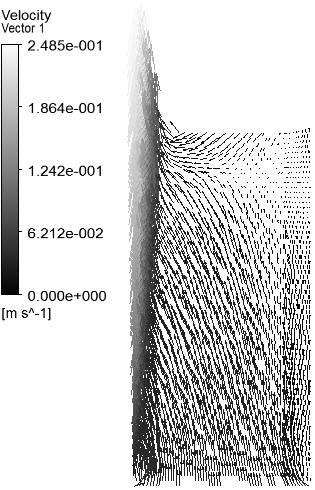 Velocity
Vector 1
2.485e-001
1.864e-001
1.242e-001
6.212e-002
0.000e+000
[m s^-1]